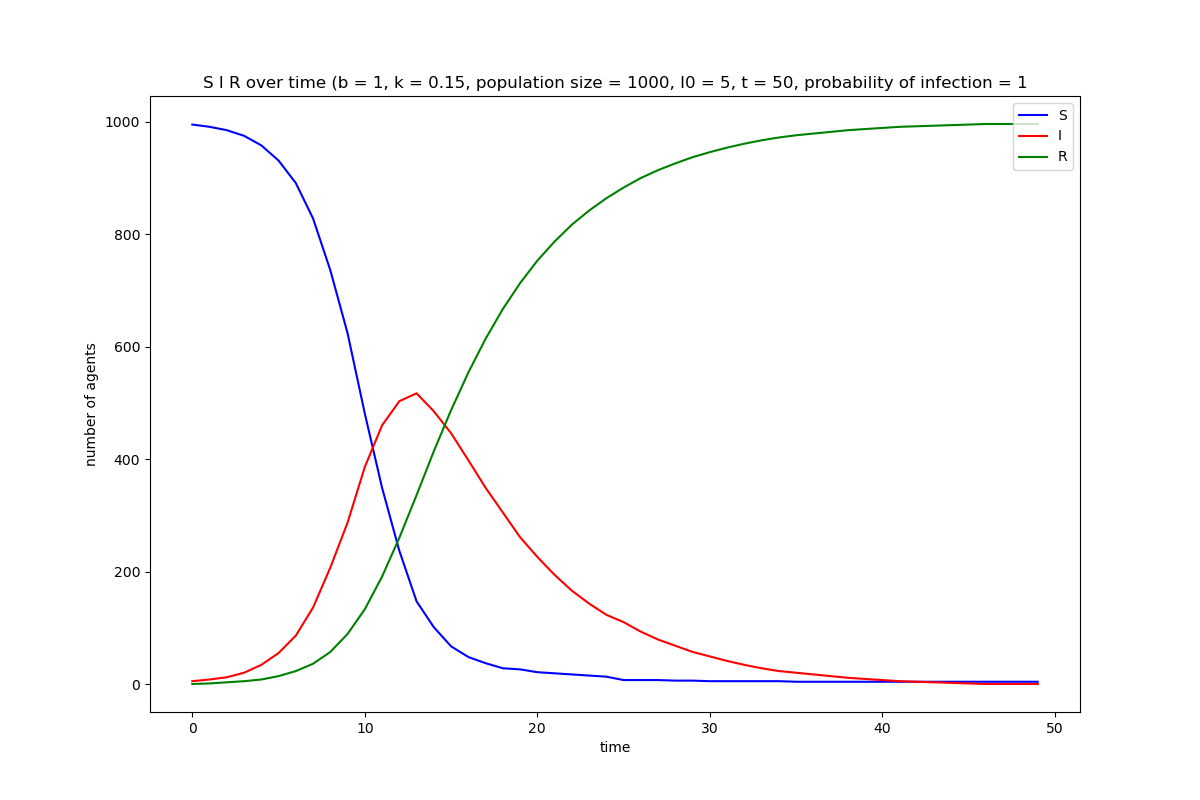 S I R over time (b = 1, k = 0.15, population size = 1000, I0 = 5, t = 50, probability of infection = 1
S
I
R
1000
800
600
400
200
0
number of agents
0 10 20 30 40 50
time